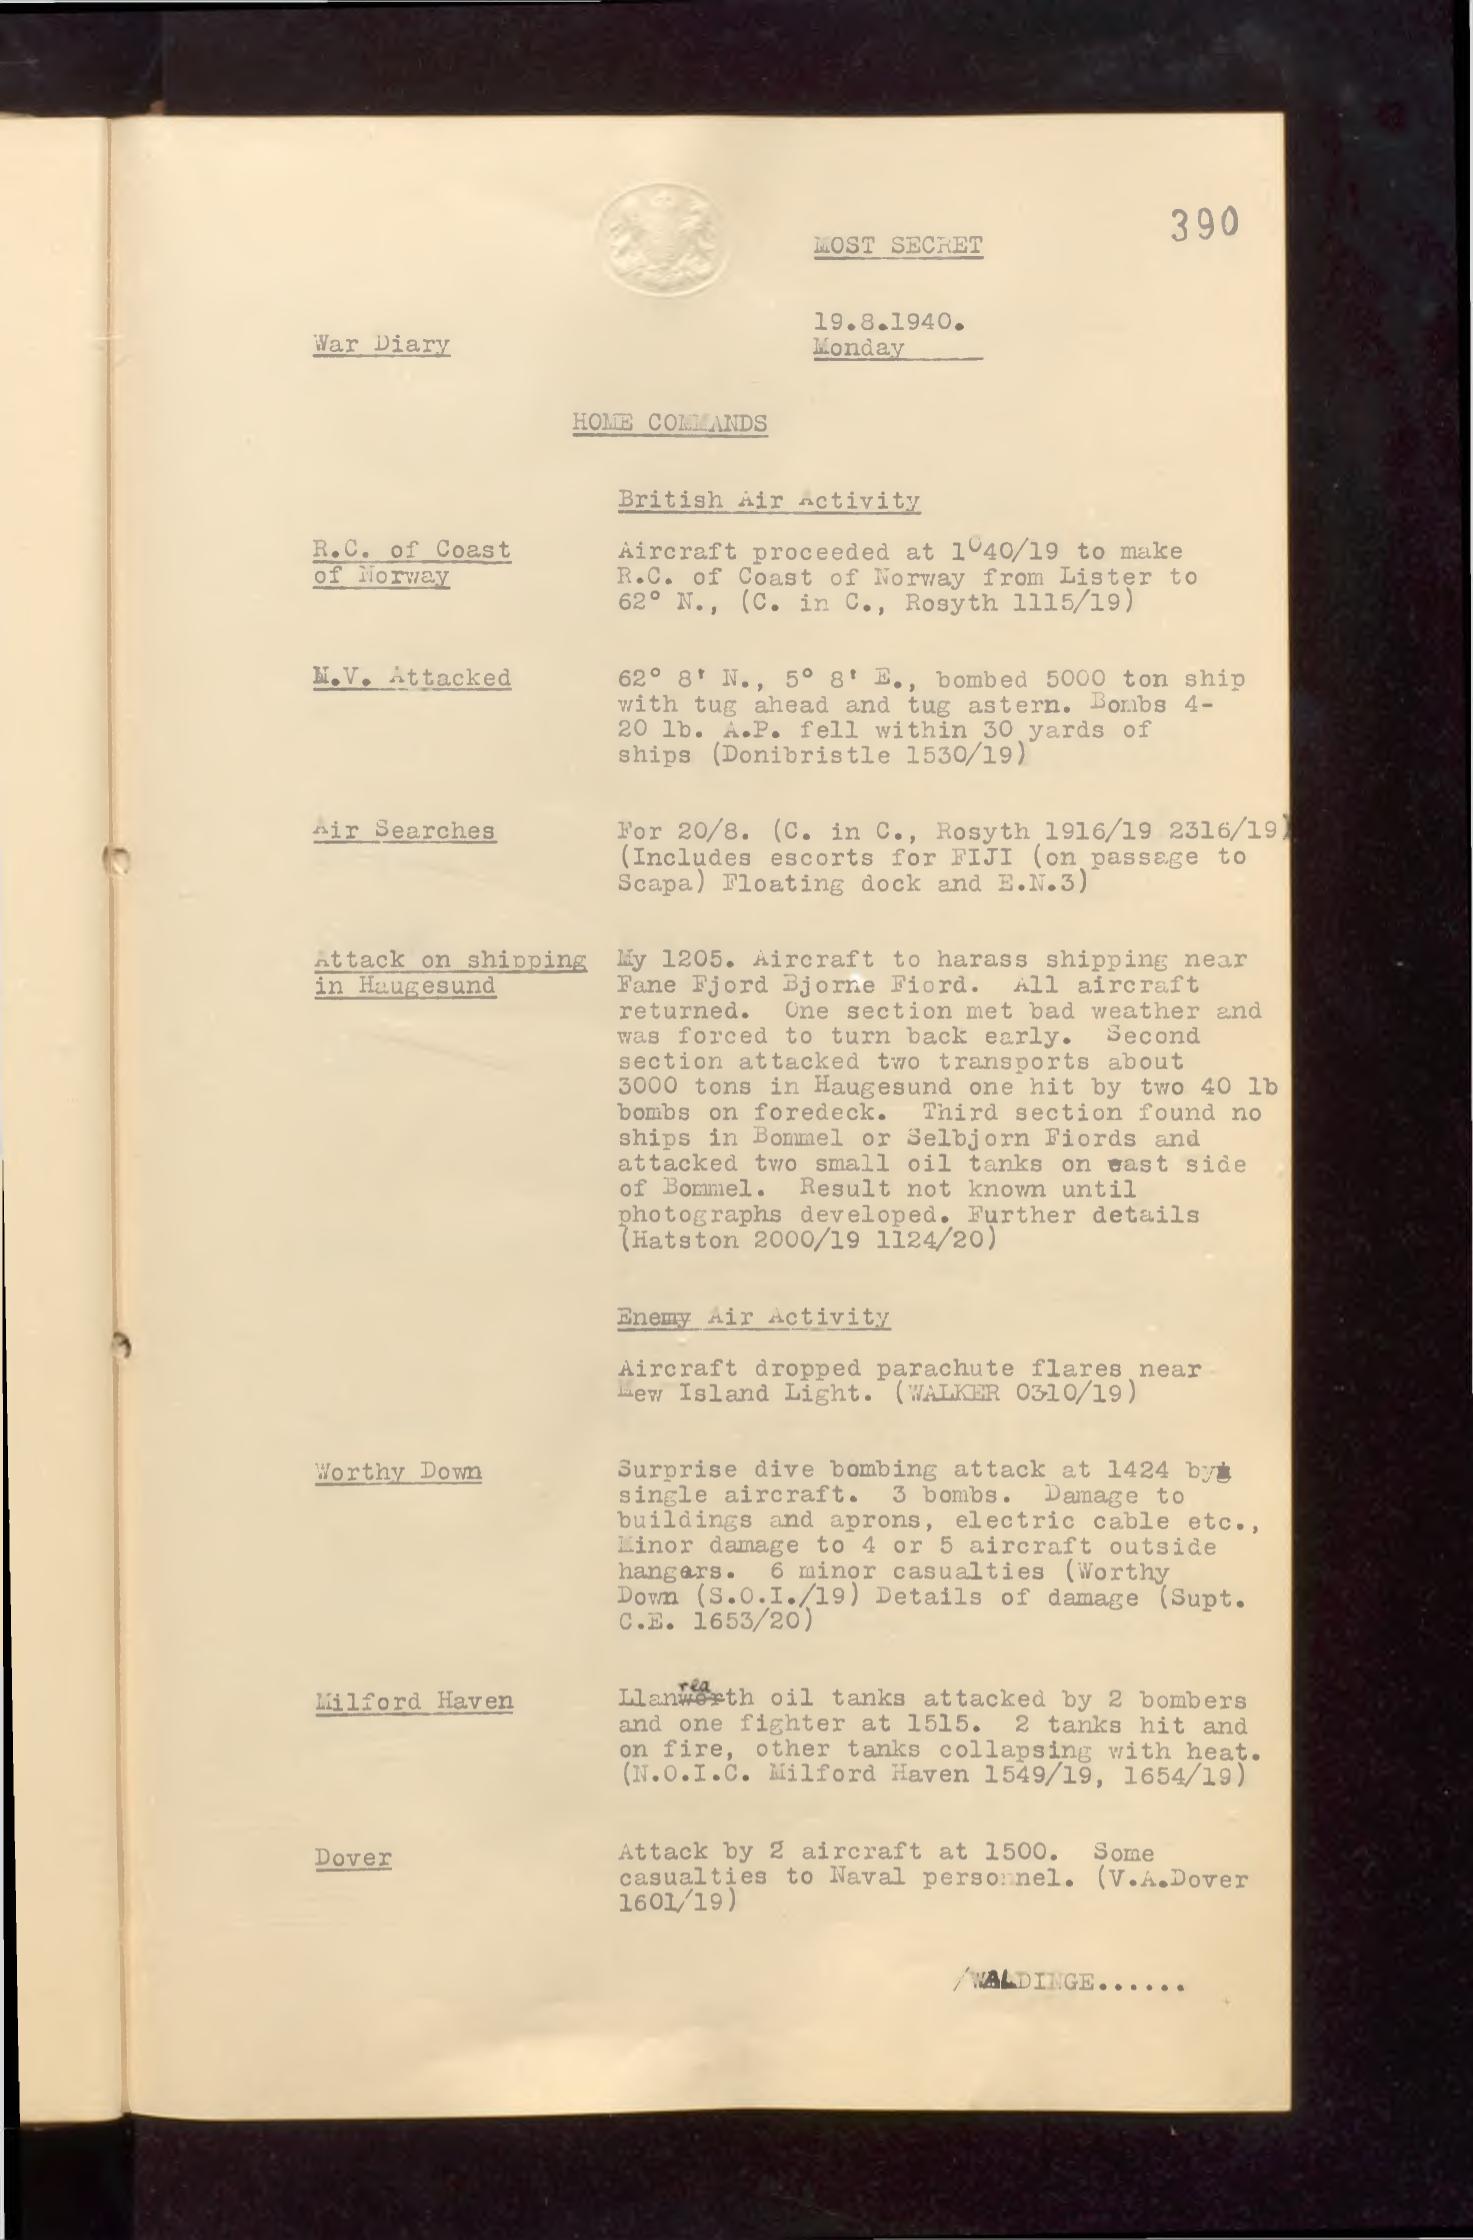 390
MOST SECRET
19.8.1940.
War Diary
Monday
HOME COMMANDS
British Air Activity
R.C. of Coast
of Norway
Aircraft proceeded at 1040/19 to make
R.C. of Coast of Norway from Lister to
62° N., (C. in C., Rosyth 1115/19)
M.V. Attacked
62° 8' N., 5° 8' E., bombed 5000 ton ship
with tug ahead and tug astern. Bombs 4-
20 lb. A.P. fell within 30 yards of
ships (Donibristle 1530/19)
Air Searches
For 20/8. (C. in C., Rosyth 1916/19 2316/19)
(Includes escorts for FIJI (on passage to
Scapa) Floating dock and E.N.3)
Attack on shipping
in Haugesund
My 1205. Aircraft to harass shipping near
Fane Fjord Bjorne Fiord. All aircraft
returned. One section met bad weather and
was forced to turn back early. Second
section attacked two transports about
3000 tons in Haugesund one hit by two 40 lb
bombs on foredeck. Third section found no
ships in Bommel or Selbjorn Fiords and
attacked two small oil tanks on east side
of Bommel. Result not known until
photographs developed. Further details
(Hatston 2000/19 1124/20)
Enemy Air Activity
Aircraft dropped parachute flares near
Mew Island Light. (WALKER 0310/19)
Worthy Down
Surprise dive bombing attack at 1424 by
single aircraft. 3 bombs. Damage to
buildings and aprons, electric cable etc.,
Minor damage to 4 or 5 aircraft outside
hangars. 6 minor casualties (Worthy
Down (S.O.I./19) Details of damage (Supt.
C.E. 1653/20)
Milford Haven
rea
Llanworth oil tanks attacked by 2 bombers
and one fighter at 1515. 2 tanks hit and
on fire, other tanks collapsing with heat.
(N.O.I.C. Milford Haven 1549/19, 1654/19)
Dover
Attack by 2 aircraft at 1500. Some
casualties to Naval personnel. (V.A.Dover
1601/19)
/WALDINGE......